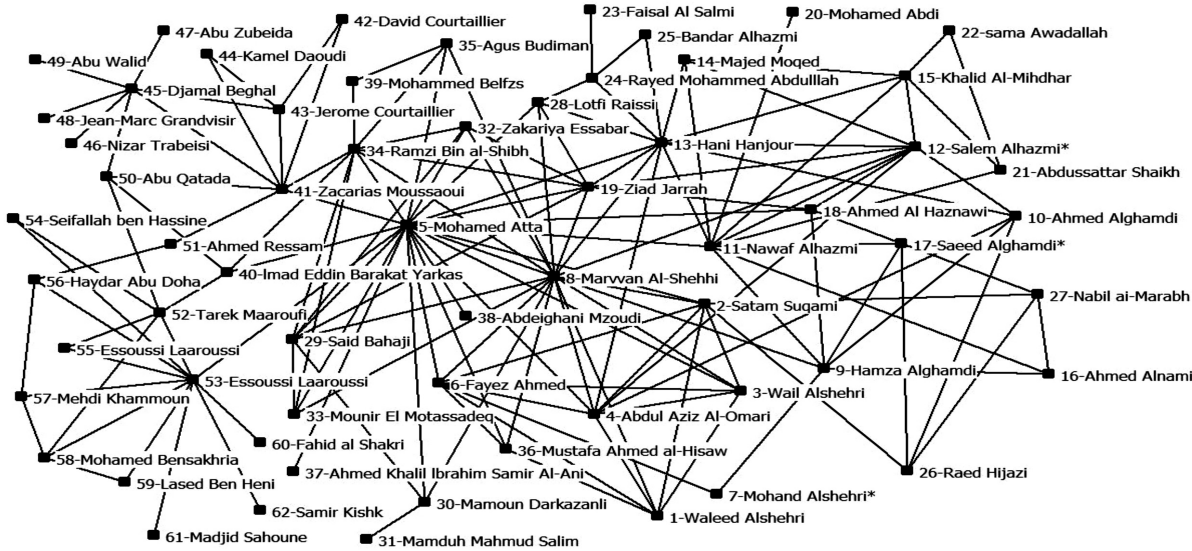 42-David Courtaillier
23-Faisal Al Salmi
20-Mohamed Abdi
47-Abu Zubeida
25-Bandar Alhazmi
22-sama Awadallah
44-Kamel Daoudi
35-Agus Budiman
49-Abu Walid
14-Majed Moqed
24-Rayed Mohammed Abdulllah
15-Khalid Al-Mihdhar
39-Mohammed Belfzs
45-Djamal Beghal
28-Lotfi Raissi
43-Jerome Courtaillier
48-Jean-Marc Grandvisir
32-Zakariya Essabar
46-Nizar Trabeisi
34-Ramzi Bin al-Shibh
13-Hani Hanjour
12-Salem Alhazmi*
21-Abdussattar Shaikh
50-Abu Qatada
41-Zacarias Moussaoui
19-Ziad Jarrah
54-Seifallah ben Hassine
18-Ahmed Al Haznawi
10-Ahmed Alghamdi
5-Mohamed Atta
51-Ahmed Ressam
11-Nawaf Alhazmi
17-Saeed Alghamdi*
40-Imad Eddin Barakat Yarkas
8-Marvvan Al-Shehhi
56-Haydar Abu Doha
27-Nabil ai-Marabh
2-Satam Suqami
52-Tarek Maaroufi
38-Abdeighani Mzoudi
29-Said Bahaji
55-Essoussi Laaroussi
9-Hamza Alghamdi
16-Ahmed Alnami
53-Essoussi Laaroussi
6-Fayez Ahmed
3-Wail Alshehri
57-Mehdi Khammoun
33-Mounir El Motassadeq
4-Abdul Aziz Al-Omari
60-Fahid al Shakri
36-Mustafa Ahmed al-Hisaw
58-Mohamed Bensakhria
37-Ahmed Khalil Ibrahim Samir Al-Ani
26-Raed Hijazi
59-Lased Ben Heni
7-Mohand Alshehri*
30-Mamoun Darkazanli
62-Samir Kishk
1-Waleed Alshehri
61-Madjid Sahoune
31-Mamduh Mahmud Salim